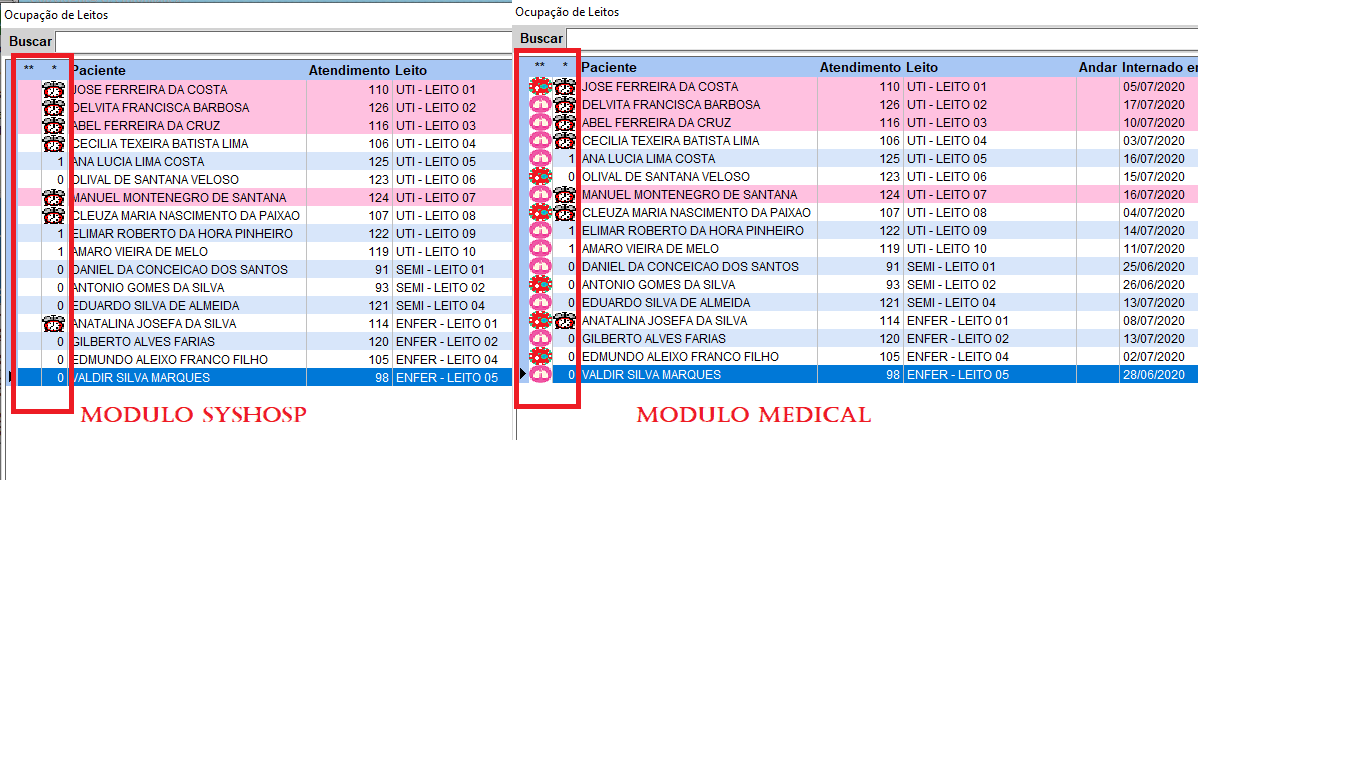 Ocupação de Leitos
Buscar
** * Paciente Atendimento Leito
JOSE FERREIRA DA COSTA 110 UTI - LEITO 01
DELVITA FRANCISCA BARBOSA 126 UTI - LEITO 02
ABEL FERREIRA DA CRUZ 116 UTI - LEITO 03
CECILIA TEXEIRA BATISTA LIMA 106 UTI - LEITO 04
1 ANA LUCIA LIMA COSTA 125 UTI - LEITO 05
0 OLIVAL DE SANTANA VELOSO 123 UTI - LEITO 06
MANUEL MONTENEGRO DE SANTANA 124 UTI - LEITO 07
CLEUZA MARIA NASCIMENTO DA PAIXAO 107 UTI - LEITO 08
1 ELIMAR ROBERTO DA HORA PINHEIRO 122 UTI - LEITO 09
1 AMARO VIEIRA DE MELO 119 UTI - LEITO 10
0 DANIEL DA CONCEICAO DOS SANTOS 91 SEMI - LEITO 01
0 ANTONIO GOMES DA SILVA 93 SEMI - LEITO 02
0 EDUARDO SILVA DE ALMEIDA 121 SEMI - LEITO 04
ANATALINA JOSEFA DA SILVA 114 ENFER - LEITO 01
0 GILBERTO ALVES FARIAS 120 ENFER - LEITO 02
0 EDMUNDO ALEIXO FRANCO FILHO 105 ENFER - LEITO 04
0 VALDIR SILVA MARQUES 98 ENFER - LEITO 05
MODULO SYSHOSP
Ocupação de Leitos
Buscar
** * Paciente Atendimento Leito Andar Internado
JOSE FERREIRA DA COSTA 110 UTI - LEITO 01 05/07/2020
DELVITA FRANCISCA BARBOSA 126 UTI - LEITO 02 17/07/2020
ABEL FERREIRA DA CRUZ 116 UTI - LEITO 03 10/07/2020
CECILIA TEXEIRA BATISTA LIMA 106 UTI - LEITO 04 03/07/2020
1 ANA LUCIA LIMA COSTA 125 UTI - LEITO 05 16/07/2020
0 OLIVAL DE SANTANA VELOSO 123 UTI - LEITO 06 15/07/2020
MANUEL MONTENEGRO DE SANTANA 124 UTI - LEITO 07 16/07/2020
CLEUZA MARIA NASCIMENTO DA PAIXAO 107 UTI - LEITO 08 04/07/2020
1 ELIMAR ROBERTO DA HORA PINHEIRO 122 UTI - LEITO 09 14/07/2020
1 AMARO VIEIRA DE MELO 119 UTI - LEITO 10 11/07/2020
0 DANIEL DA CONCEICAO DOS SANTOS 91 SEMI - LEITO 01 25/06/2020
0 ANTONIO GOMES DA SILVA 93 SEMI - LEITO 02 26/06/2020
0 EDUARDO SILVA DE ALMEIDA 121 SEMI - LEITO 04 13/07/2020
ANATALINA JOSEFA DA SILVA 114 ENFER - LEITO 01 08/07/2020
0 GILBERTO ALVES FARIAS 120 ENFER - LEITO 02 13/07/2020
0 EDMUNDO ALEIXO FRANCO FILHO 105 ENFER - LEITO 04 02/07/2020
0 VALDIR SILVA MARQUES 98 ENFER - LEITO 05 28/06/2020
MODULO MEDICAL